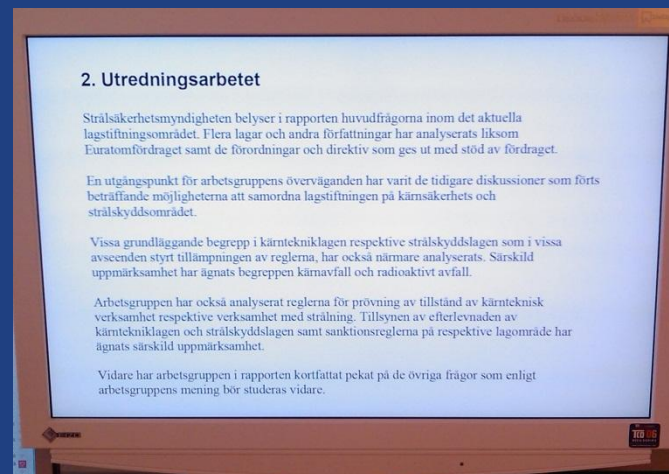 2. Utredningsarbetet
Strålsäkerhetsmyndigheten belyser i rapporten huvudfrågorna inom det aktuella
lagstiftningsområdet. Flera lagar och andra författningar har analyserats liksom
Euratomfördraget samt de förordningar och direktiv som ges ut med stöd av fördraget.
En utgångspunkt för arbetsgruppens överväganden har varit de tidigare diskussioner som förts
beträffande möjligheterna att samordna lagstiftningen på kärnsäkerhets och
strålskyddsområdet.
Vissa grundläggande begrepp i kärntekniklagen respektive strålskyddslagen som i vissa
avseenden styrt tillämpningen av reglerna, har också närmare analyserats. Särskild
uppmärksamhet har ägnats begreppen kärnavfall och radioaktivt avfall.
Arbetsgruppen har också analyserat reglerna för prövning av tillstånd av kärnteknisk
verksamhet respektive verksamhet med strålning. Tillsynen av efterlevnaden av
kärntekniklagen och strålskyddslagen samt sanktionsreglerna på respektive lagområde har
ägnats särskild uppmärksamhet.
Vidare har arbetsgruppen i rapporten kortfattat pekat på de övriga frågor som enligt
arbetsgruppens mening bör studeras vidare.